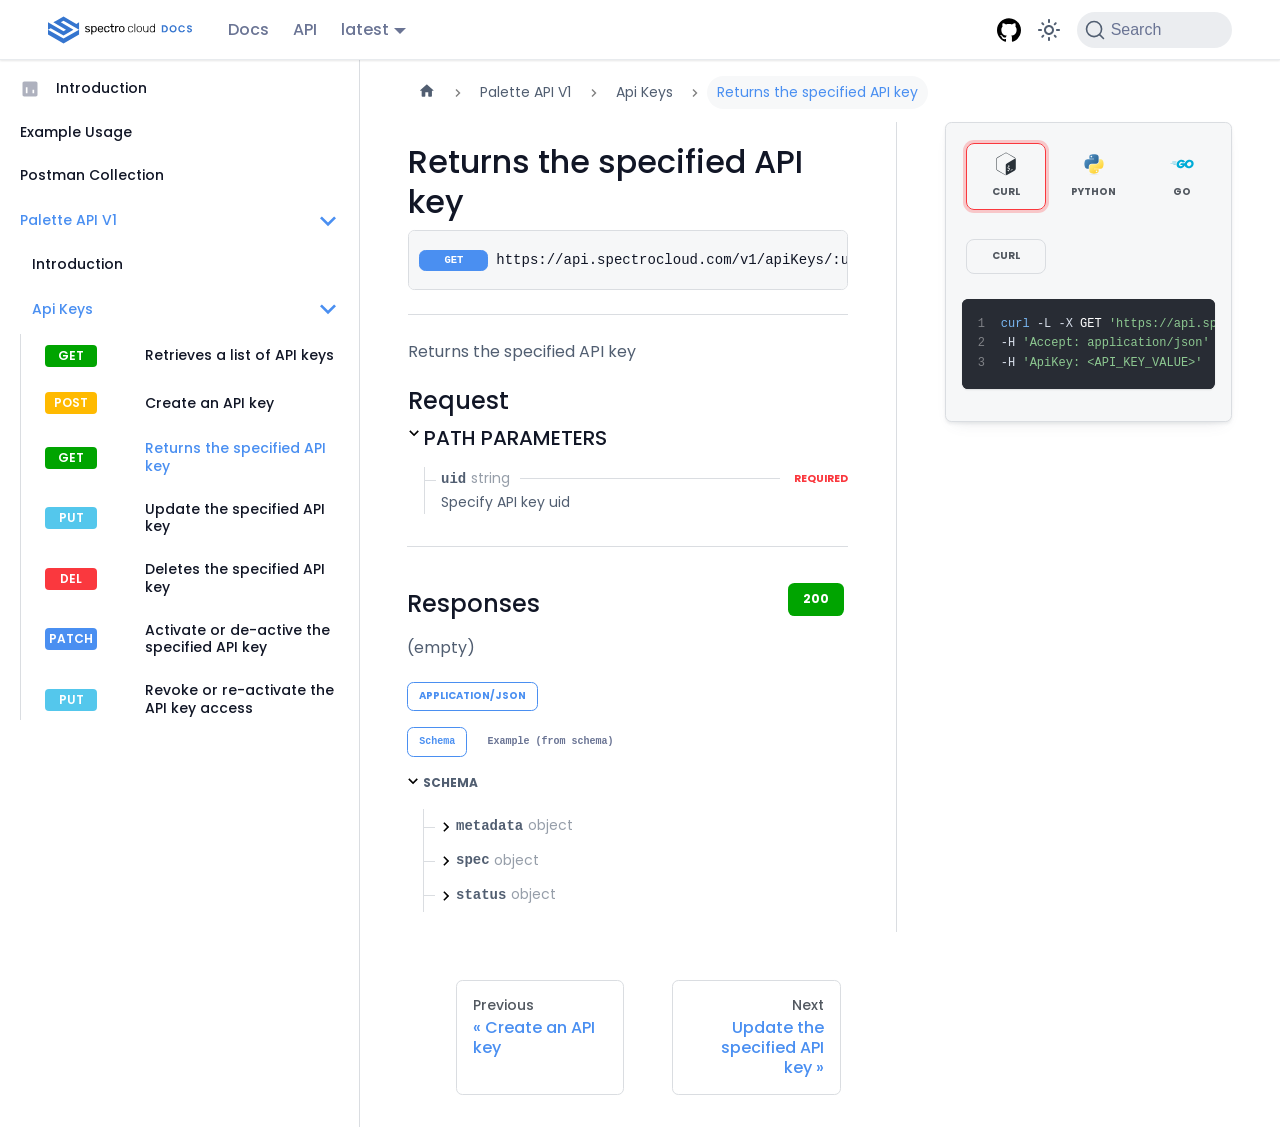 spectro cloud DOCS
Docs
API
latest
Search
Introduction
Example Usage
Postman Collection
Palette API V1
Introduction
Api Keys
GET Retrieves a list of API keys
POST Create an API key
GET Returns the specified API
key
PUT Update the specified API
key
DEL Deletes the specified API
key
PATCH Activate or de-active the
specified API key
PUT Revoke or re-activate the
API key access
Palette API V1
Api Keys
Returns the specified API key
Returns the specified API
key
GET https://api.spectrocloud.com/v1/apiKeys/:u
Returns the specified API key
Request
PATH PARAMETERS
uid string REQUIRED
Specify API key uid
Responses
200
(empty)
APPLICATION/JSON
Schema
Example (from schema)
SCHEMA
metadata object
spec object
status object
Previous
« Create an API
key
Next
Update the
specified API
key »
CURL
PYTHON
GO
CURL
1 curl -L -X GET 'https://api.sp
2 -H 'Accept: application/json'
3 -H 'ApiKey: <API_KEY_VALUE>'